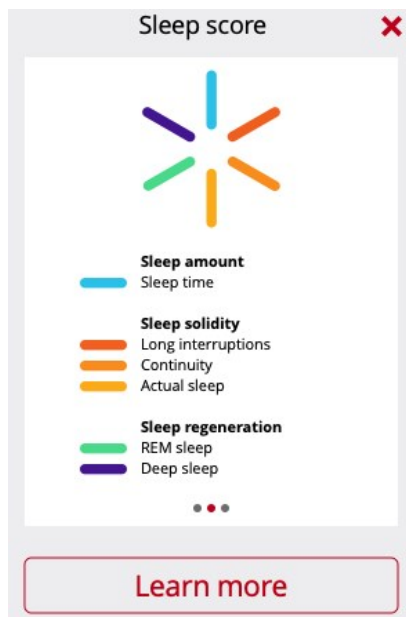 Sleep score
Sleep amount
Sleep time
Sleep solidity
Long interruptions
Continuity
Actual sleep
Sleep regeneration
REM sleep
Deep sleep
Learn more